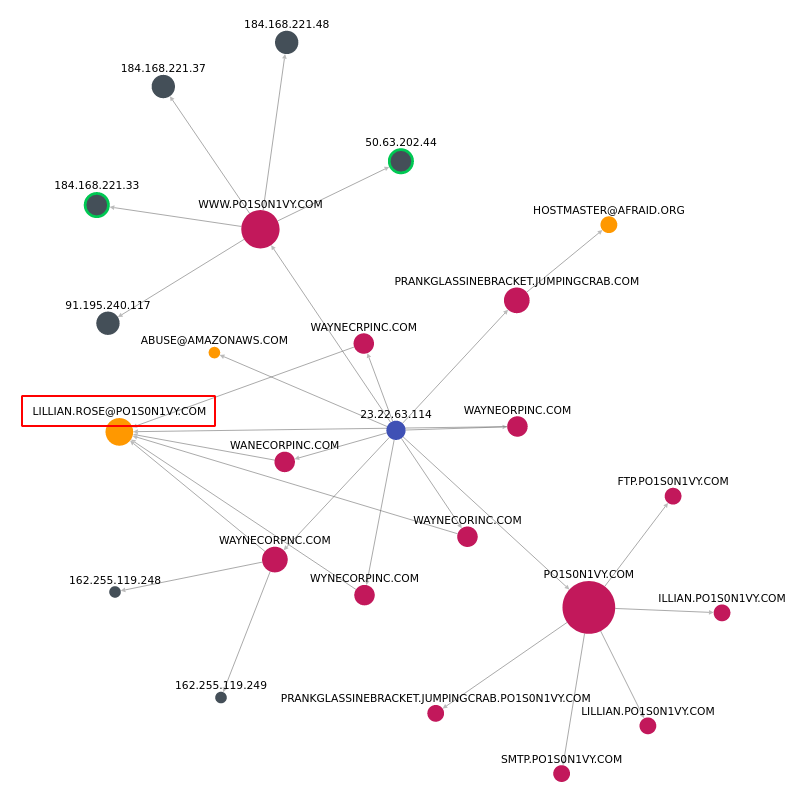 184.168.221.48
184.168.221.37
50.63.202.44
184.168.221.33
WWW.PO1S0N1VY.COM
HOSTMASTER@AFRAID.ORG
PRANKGLASSINEBRACKET.JUMPINGCRAB.COM
91.195.240.117
WAYNECRPINC.COM
ABUSE@AMAZONAWS.COM
LILLIAN.ROSE@PO1S0N1VY.COM
23.22.63.114
WAYNEORPINC.COM
WANECORPINC.COM
FTP.PO1S0N1VY.COM
WAYNECORINC.COM
WAYNECORPNC.COM
162.255.119.248
WYNECORPINC.COM
PO1S0N1VY.COM
ILLIAN.PO1S0N1VY.COM
162.255.119.249
PRANKGLASSINEBRACKET.JUMPINGCRAB.PO1S0N1VY.COM
LILLIAN.PO1S0N1VY.COM
SMTP.PO1S0N1VY.COM